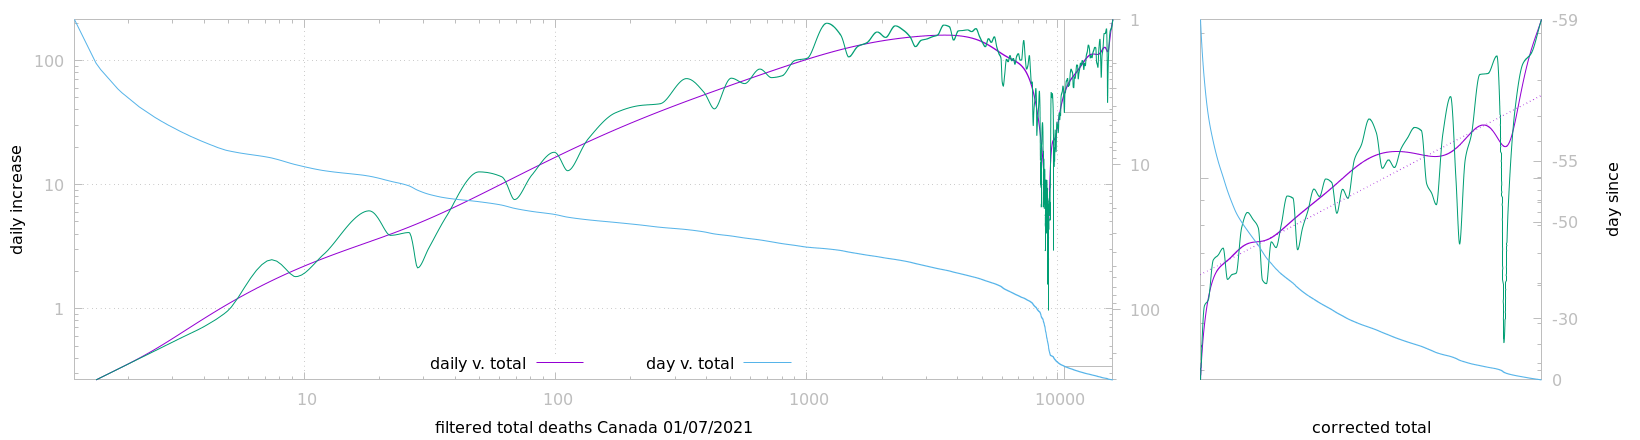 daily increase
100
10
1
10
100
1000
10000
1
10
100
daily v. total
day v. total
filtered total deaths Canada 01/07/2021
-59
-55
-50
-30
0
day since
corrected total